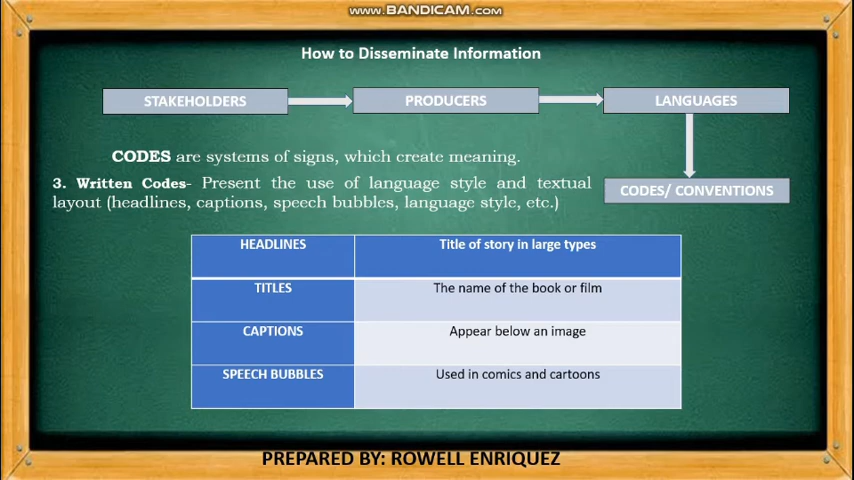 www.BANDICAM.com
How to Disseminate Information
STAKEHOLDERS
PRODUCERS
LANGUAGES
CODES are systems of signs, which create meaning.
3. Written Codes- Present the use of language style and textual
layout (headlines, captions, speech bubbles, language style, etc.)
CODES/ CONVENTIONS
HEADLINES
Title of story in large types
TITLES
The name of the book or film
CAPTIONS
Appear below an image
SPEECH BUBBLES
Used in comics and cartoons
PREPARED BY: ROWELL ENRIQUEZ